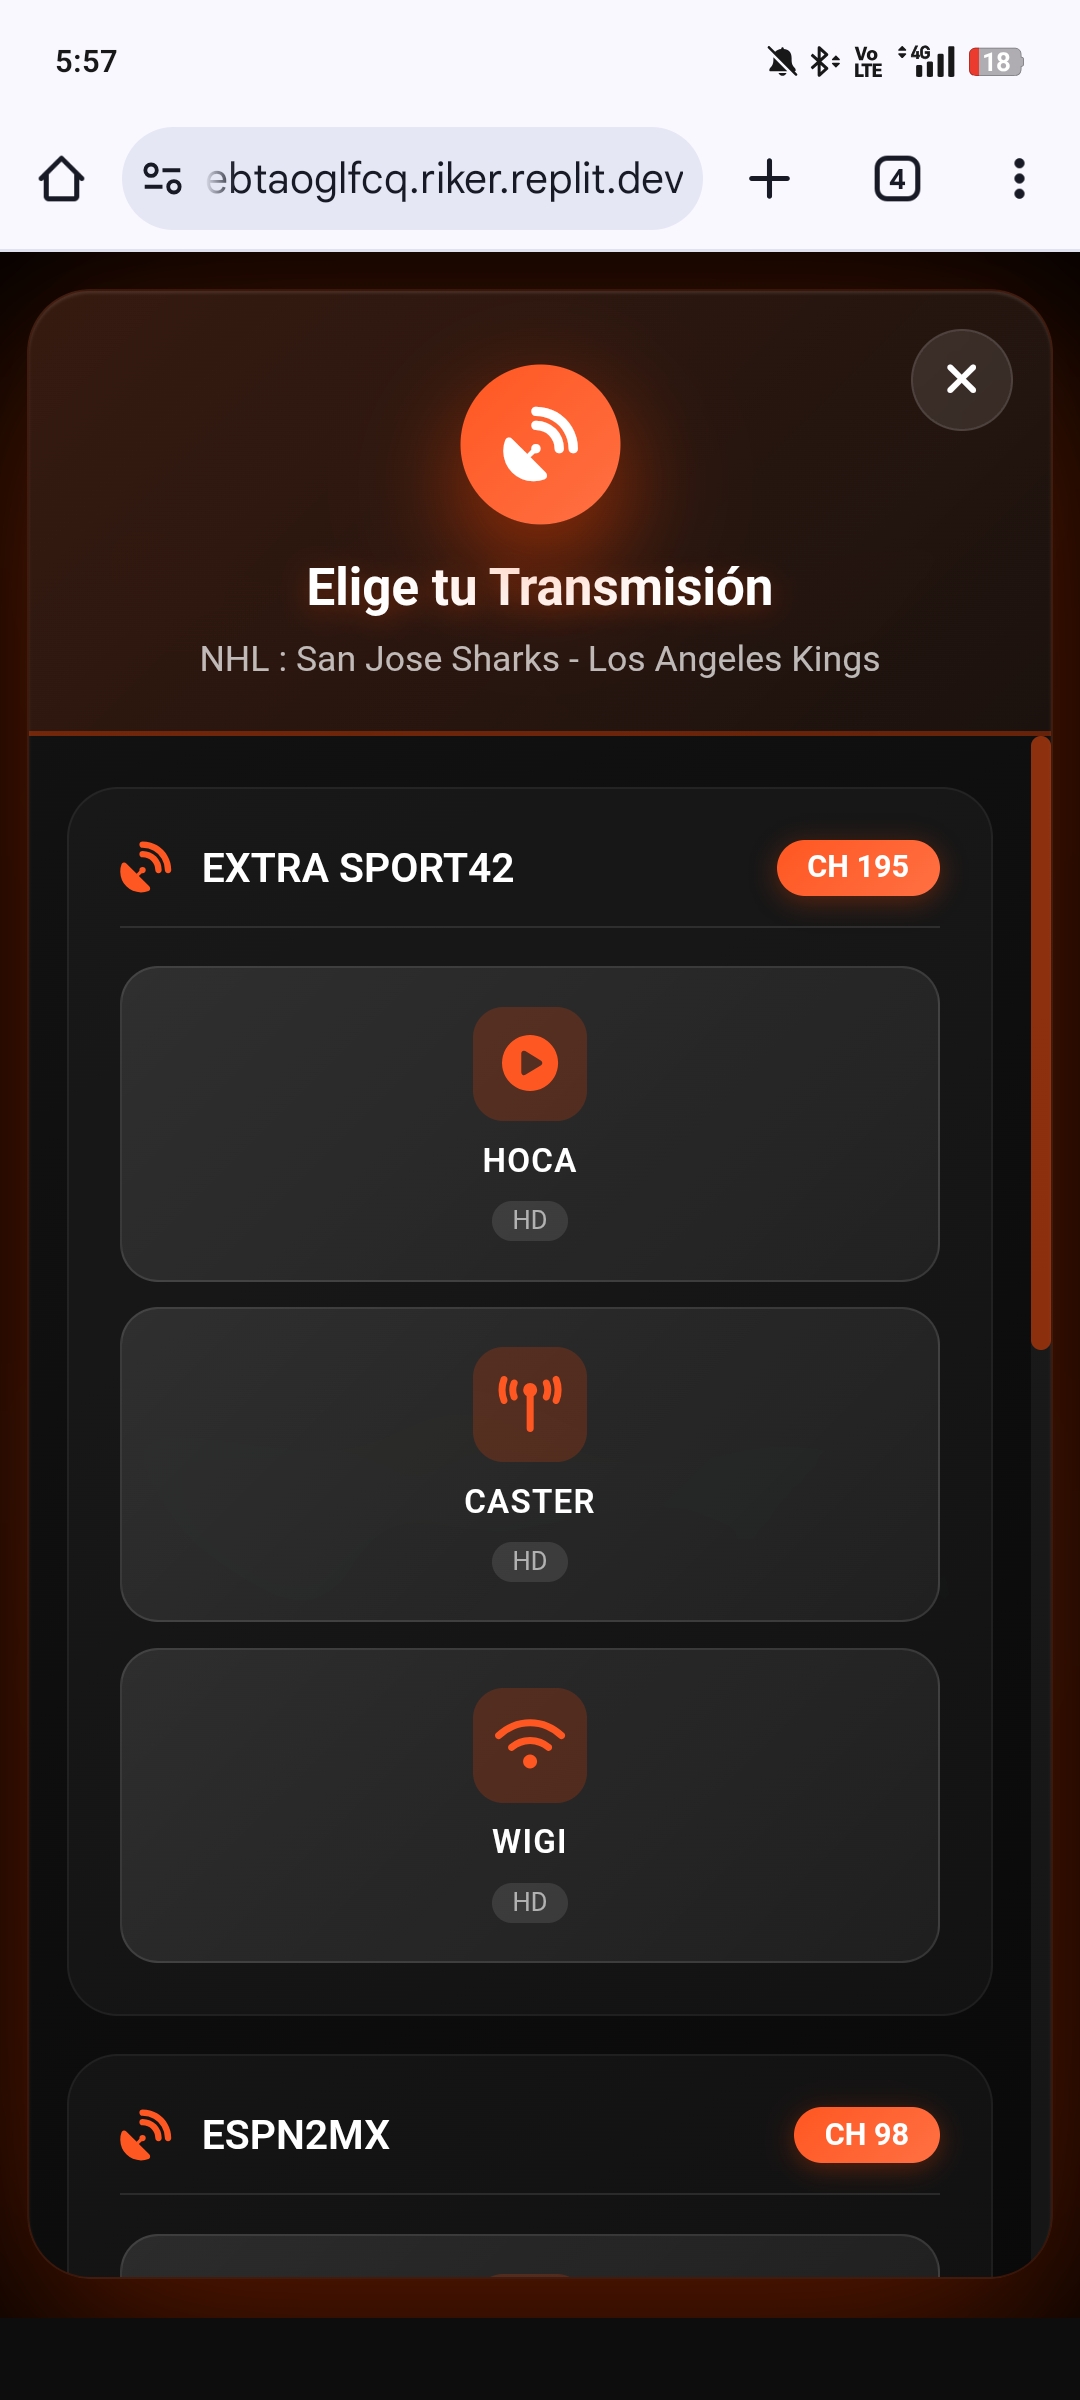 5:57
Vo
LTE
4G
18
ebtaoglfcq.riker.replit.dev
4
Elige tu Transmisión
NHL : San Jose Sharks - Los Angeles Kings
EXTRA SPORT42
CH 195
HOCA
HD
CASTER
HD
WIGI
HD
ESPN2MX
CH 98